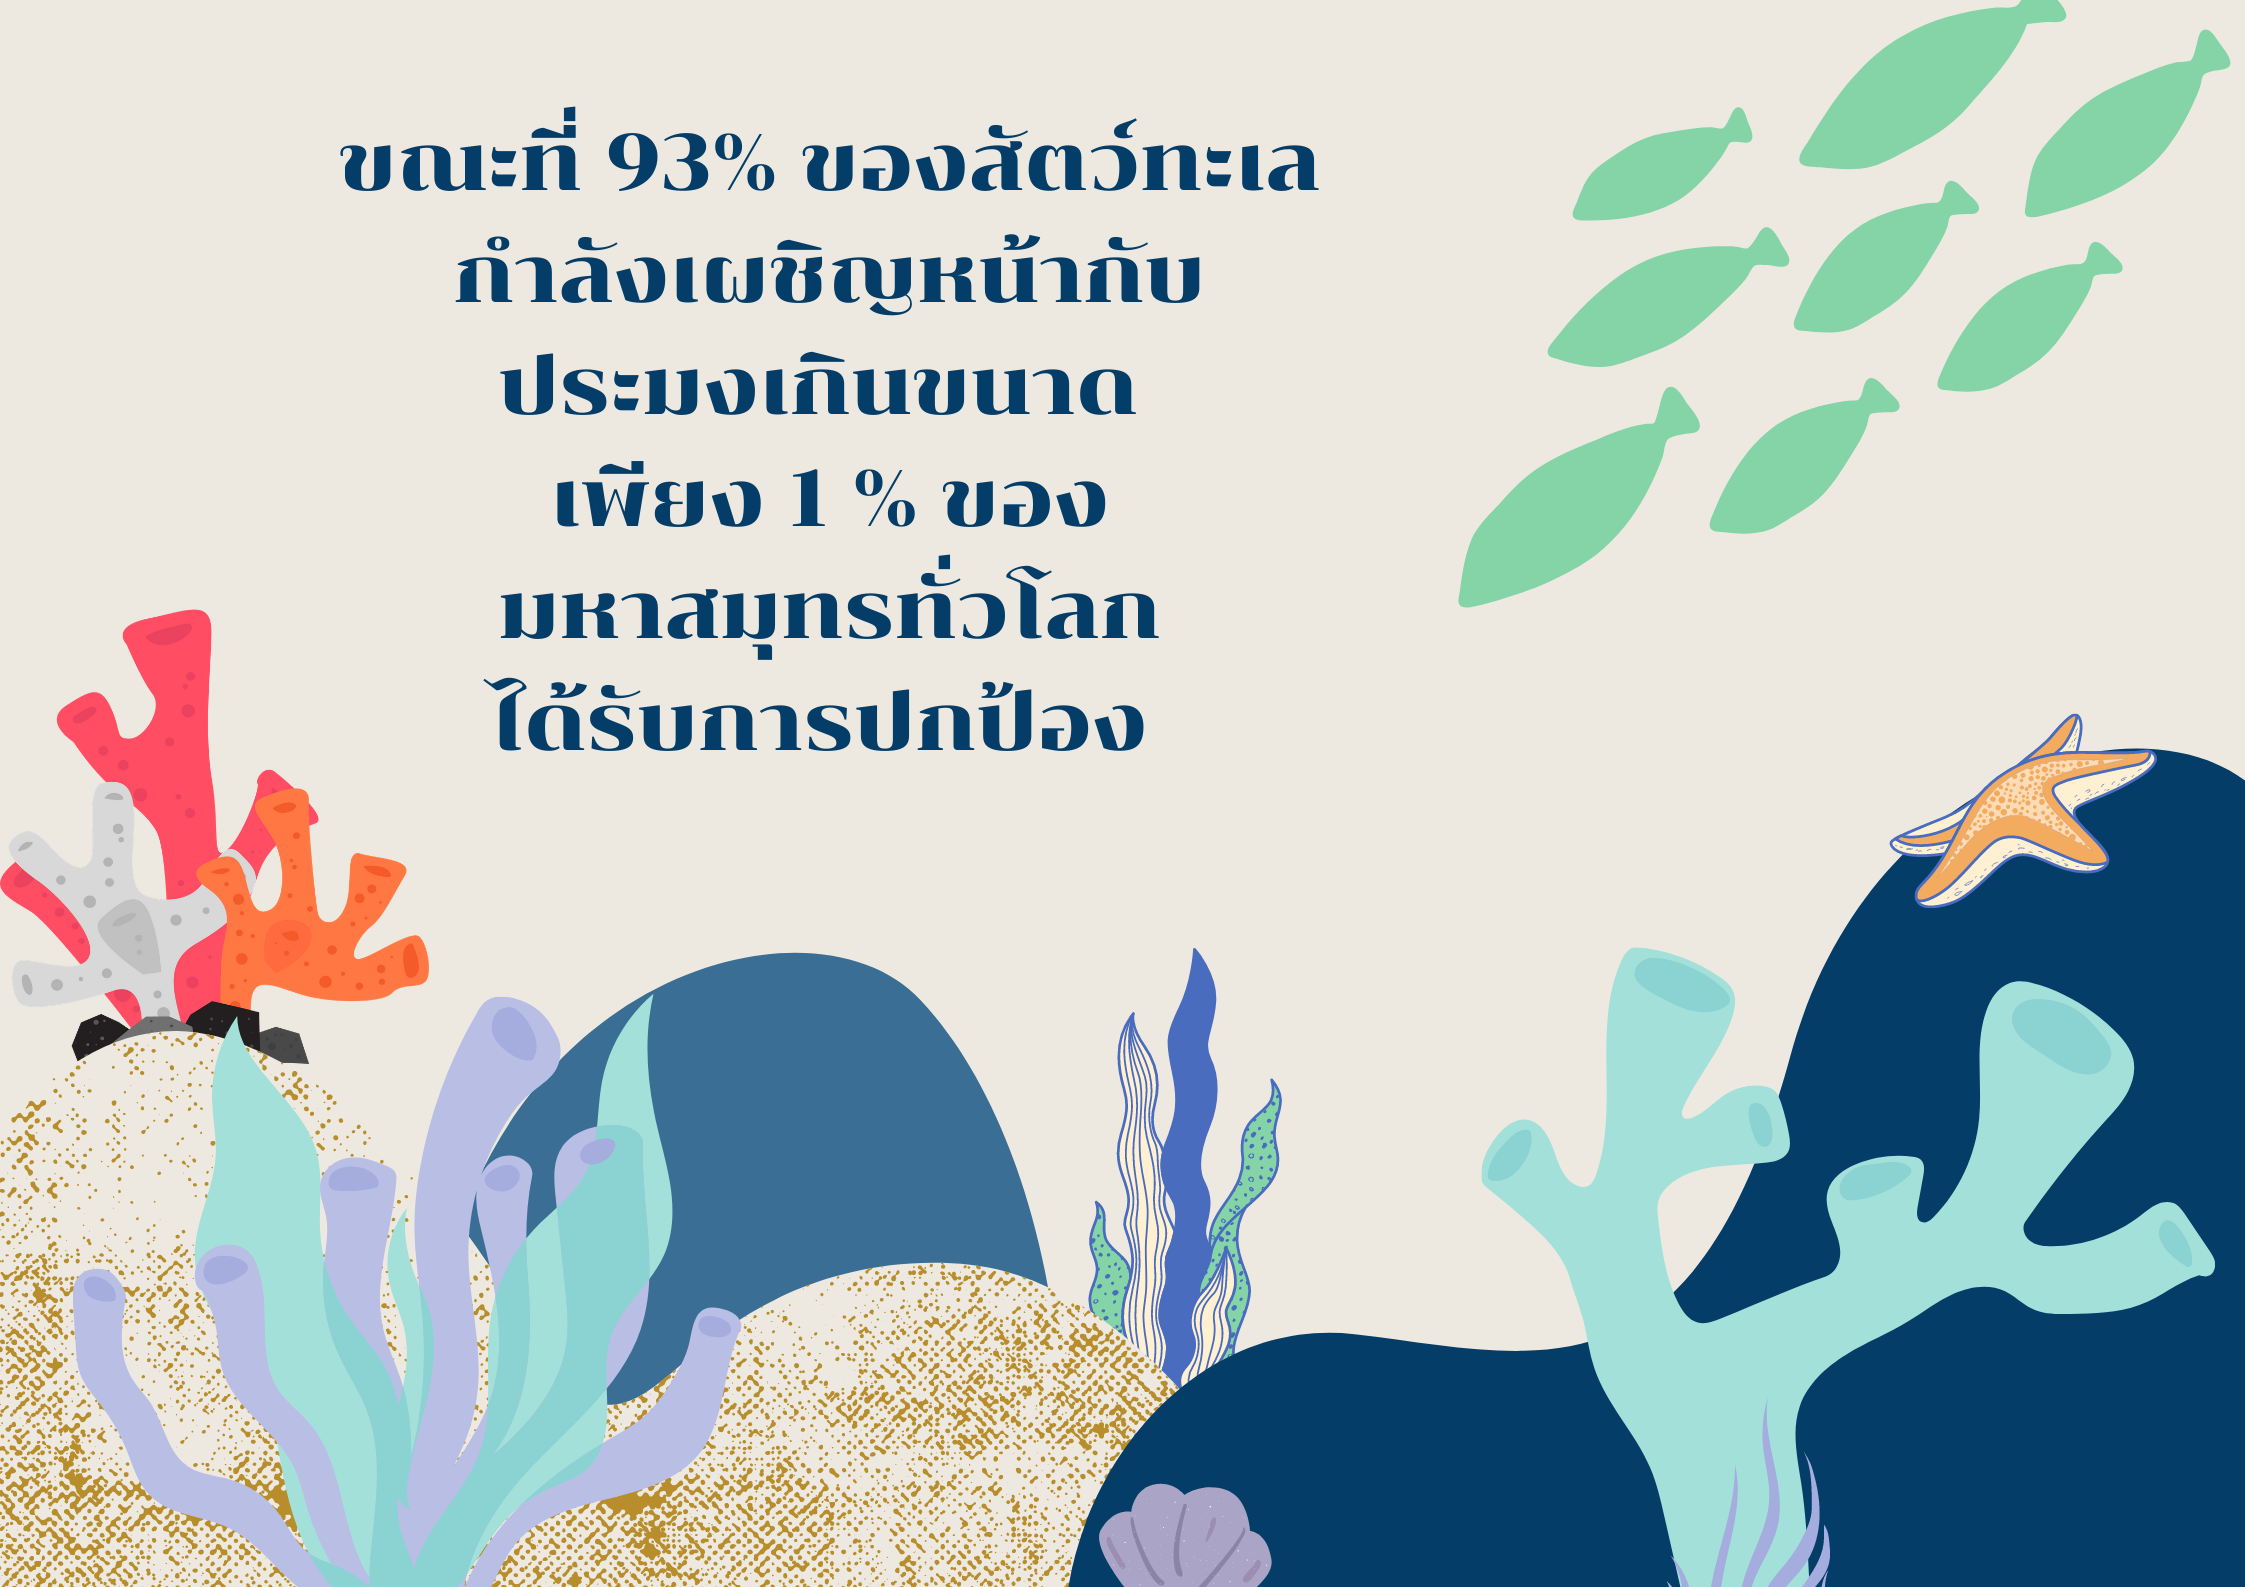 ขณะที่ 93% ของสัตว์ทะเล
กำลังเผชิญหน้ากับ
ประมงเกินขนาด
เพียง 1 % ของ
มหาสมุทรทั่วโลก
ได้รับการปกป้อง